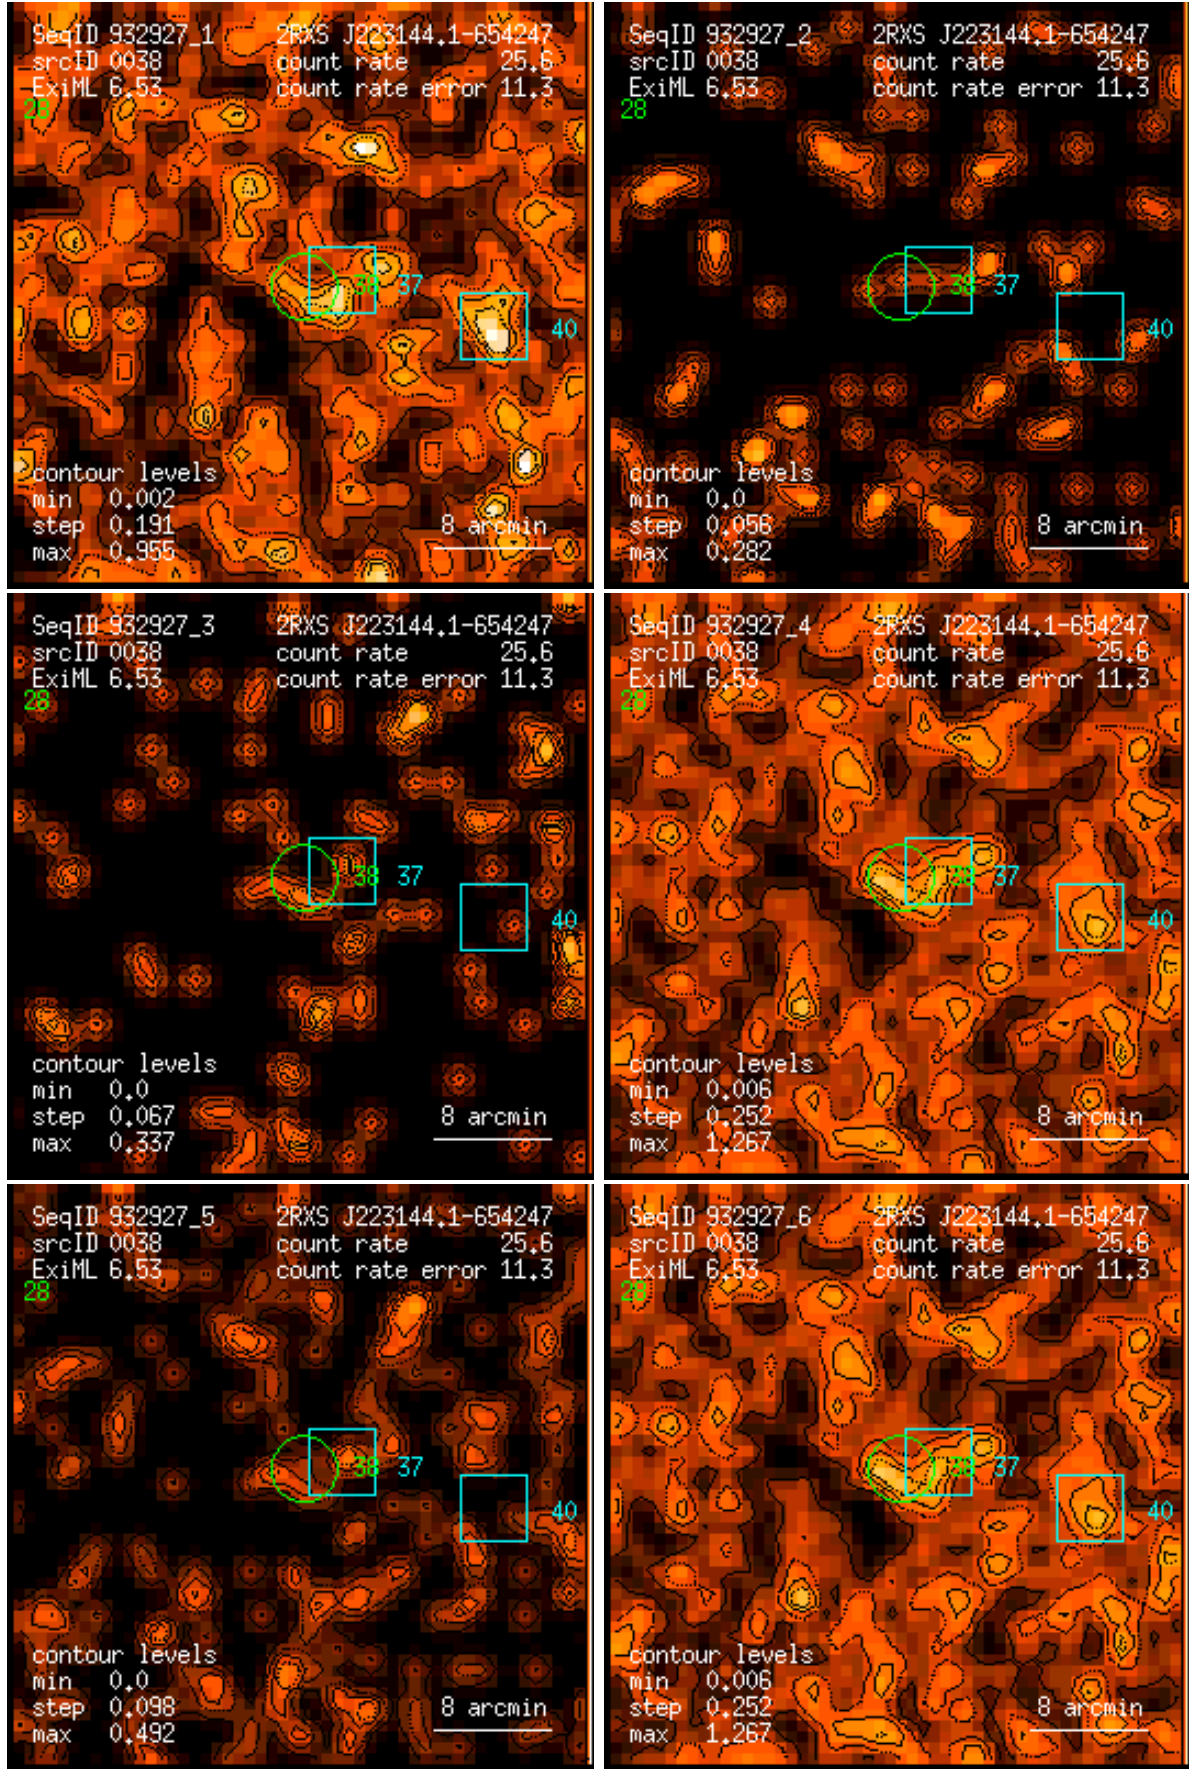 SeqID 932927_1 2RXS J223144.1-654247
srcID 0038 count rate 25.6
ExiML 6.53 count rate error 11.3
28
38 37
40
contour levels
min 0.002
step 0.191 8 arcmin
max 0.955
SeqID 932927_2 2RXS J223144.1-654247
srcID 0038 count rate 25.6
ExiML 6.53 count rate error 11.3
28
38 37
40
contour levels
min 0.0
step 0.056 8 arcmin
max 0.282
SeqID 932927_3 2RXS J223144.1-654247
srcID 0038 count rate 25.6
ExiML 6.53 count rate error 11.3
28
38 37
40
contour levels
min 0.0
step 0.067 8 arcmin
max 0.337
SeqID 932927_4 2RXS J223144.1-654247
srcID 0038 count rate 25.6
ExiML 6.53 count rate error 11.3
28
38 37
40
contour levels
min 0.006
step 0.252 8 arcmin
max 1.267
SeqID 932927_5 2RXS J223144.1-654247
srcID 0038 count rate 25.6
ExiML 6.53 count rate error 11.3
28
38 37
40
contour levels
min 0.0
step 0.098 8 arcmin
max 0.492
SeqID 932927_6 2RXS J223144.1-654247
srcID 0038 count rate 25.6
ExiML 6.53 count rate error 11.3
28
38 37
40
contour levels
min 0.006
step 0.252 8 arcmin
max 1.267